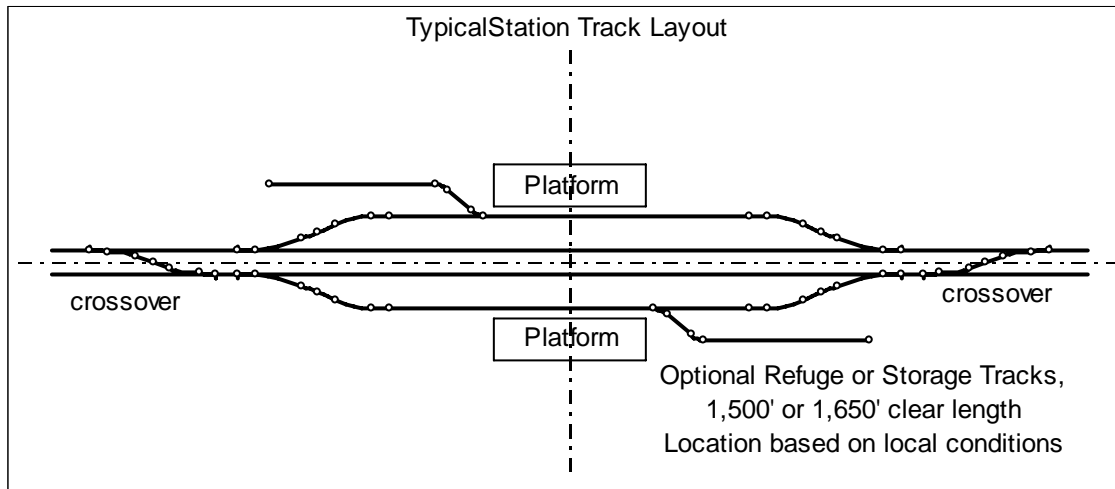 TypicalStation Track Layout
Platform
crossover
crossover
Platform
Optional Refuge or Storage Tracks,
1,500' or 1,650' clear length
Location based on local conditions